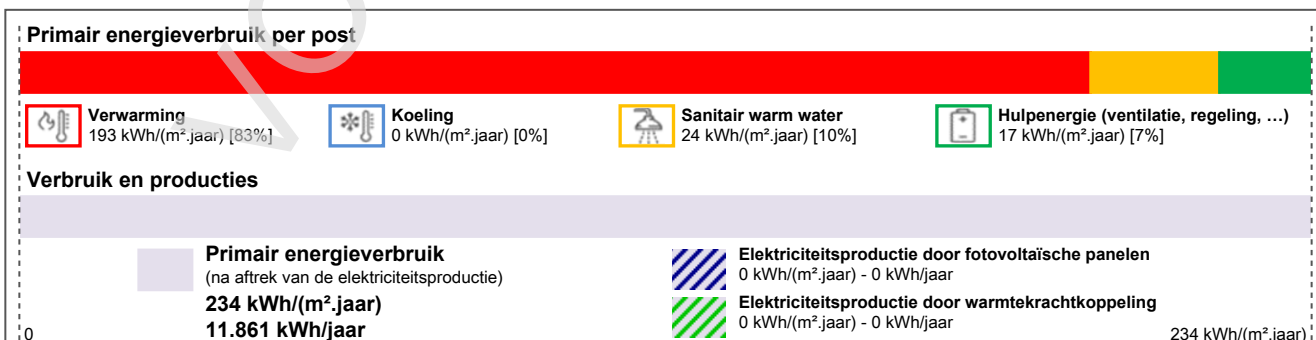 Primair energieverbruik per post
Verwarming
193 kWh/(m².jaar) [83%]
Koeling
0 kWh/(m².jaar) [0%]
Sanitair warm water
24 kWh/(m².jaar) [10%]
Hulpenergie (ventilatie, regeling, …)
17 kWh/(m².jaar) [7%]
Verbruik en producties
Primair energieverbruik
(na aftrek van de elektriciteitsproductie)
234 kWh/(m².jaar)
11.861 kWh/jaar
Elektriciteitsproductie door fotovoltaïsche panelen
0 kWh/(m².jaar) - 0 kWh/jaar
Elektriciteitsproductie door warmtekrachtkoppeling
0 kWh/(m².jaar) - 0 kWh/jaar
0
234 kWh/(m².jaar)